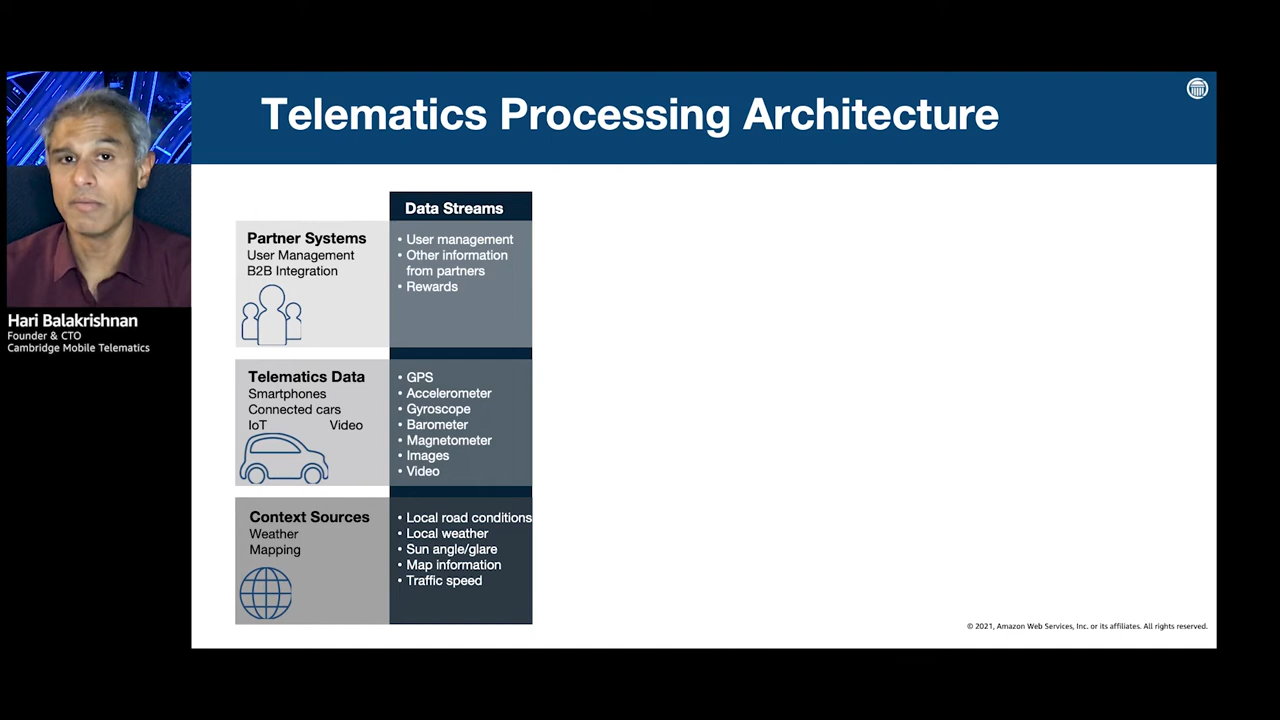 Telematics Processing Architecture
Hari Balakrishnan
Founder & CTO
Cambridge Mobile Telematics
Data Streams
Partner Systems
User Management
B2B Integration
• User management
• Other information
from partners
• Rewards
Telematics Data
Smartphones
Connected cars
IoT Video
• GPS
• Accelerometer
• Gyroscope
• Barometer
• Magnetometer
• Images
• Video
Context Sources
Weather
Mapping
• Local road conditions
• Local weather
• Sun angle/glare
• Map information
• Traffic speed
© 2021, Amazon Web Services, Inc. or its affiliates. All rights reserved.